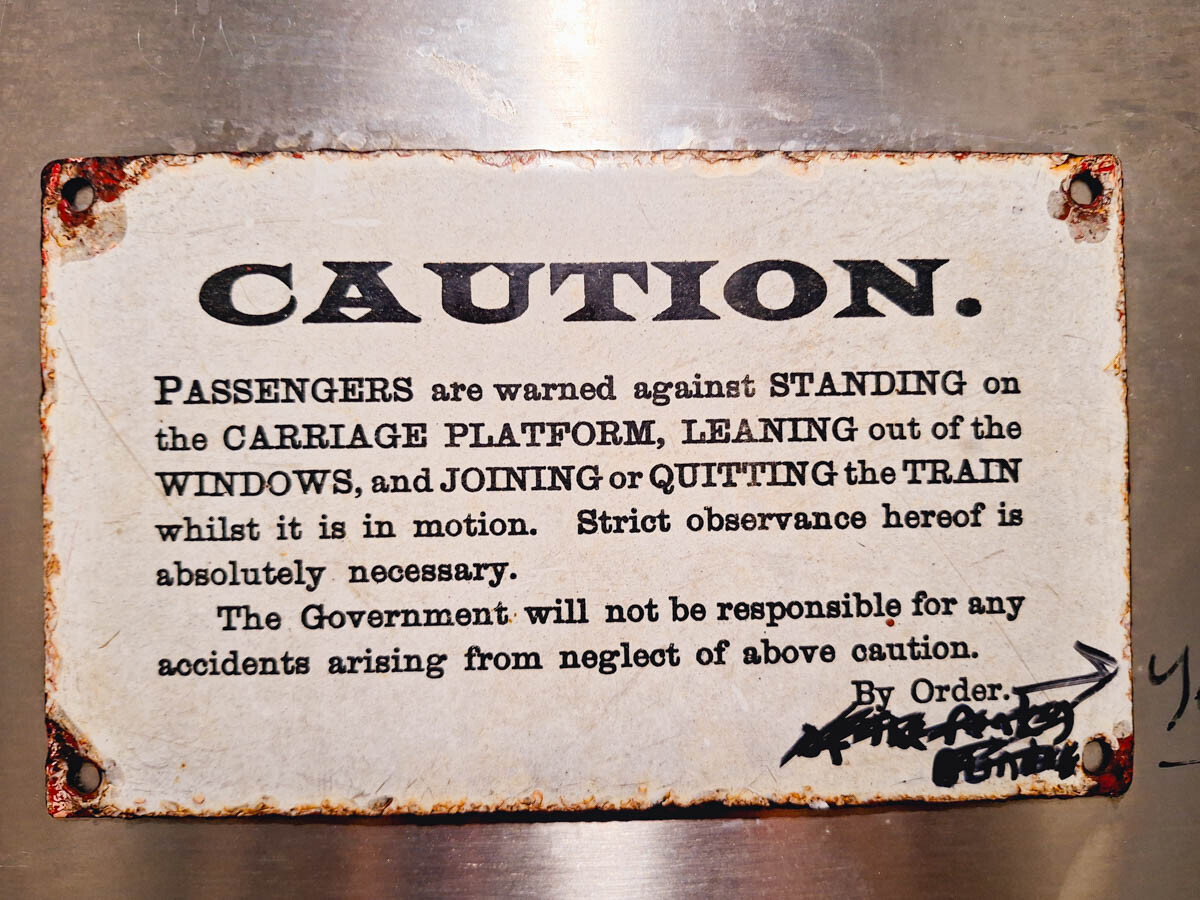 CAUTION.
PASSENGERS are warned against STANDING on
the CARRIAGE PLATFORM, LEANING out of the
WINDOWS, and JOINING or QUITTING the TRAIN
whilst it is in motion. Strict observance hereof is
absolutely necessary.
The Government will not be responsible for any
accidents arising from neglect of above caution.
By Order.